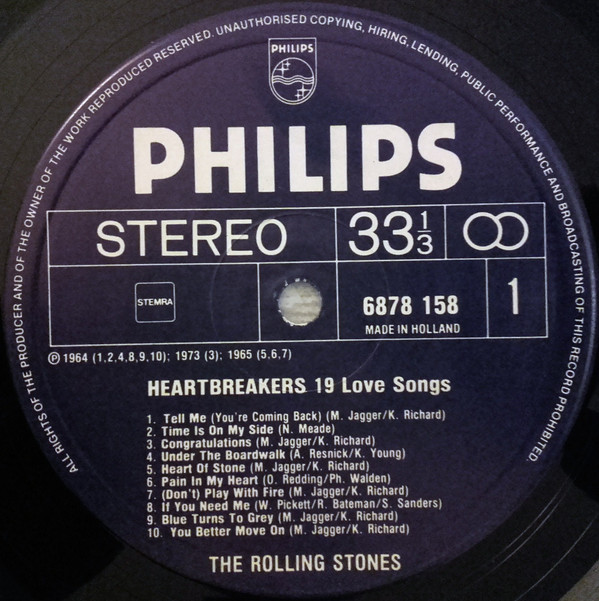 ALL RIGHTS OF THE PRODUCER AND OF THE OWNER OF THE WORK REPRODUCED RESERVED. UNAUTHORISED COPYING, HIRING, LENDING, PUBLIC PERFORMANCE AND BROADCASTING OF THIS RECORD PROHIBITED.
PHILIPS
PHILIPS
STEREO 33 1/3
STEMRA 6878 158 1
MADE IN HOLLAND
℗ 1964 (1,2,4,8,9,10); 1973 (3); 1965 (5,6,7)
HEARTBREAKERS 19 Love Songs
1. Tell Me (You're Coming Back) (M. Jagger/K. Richard)
2. Time Is On My Side (N. Meade)
3. Congratulations (M. Jagger/K. Richard)
4. Under The Boardwalk (A. Resnick/K. Young)
5. Heart Of Stone (M. Jagger/K. Richard)
6. Pain In My Heart (O. Redding/Ph. Walden)
7. (Don't) Play With Fire (M. Jagger/K. Richard)
8. If You Need Me (W. Pickett/R. Bateman/S. Sanders)
9. Blue Turns To Grey (M. Jagger/K. Richard)
10. You Better Move On (M. Jagger/K. Richard)
THE ROLLING STONES